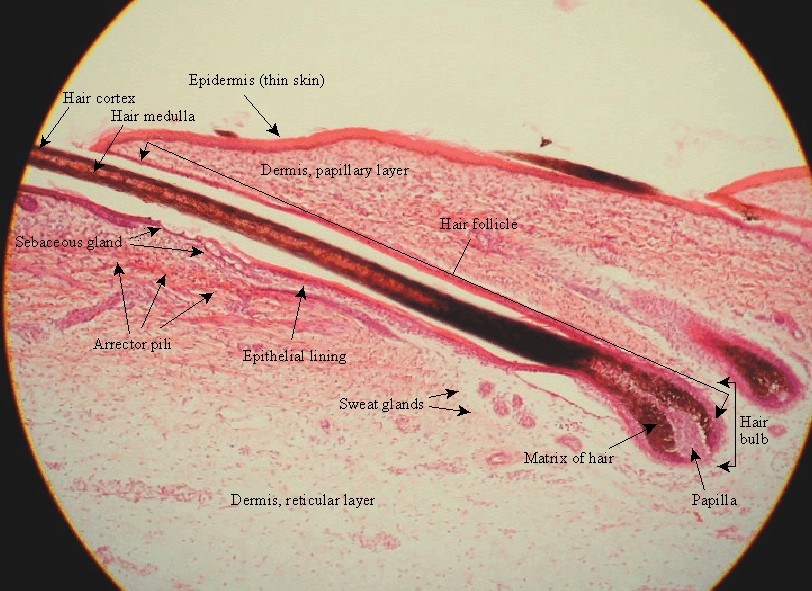 Epidermis (thin skin)
Hair cortex
Hair medulla
Dermis, papillary layer
Hair follicle
Sebaceous gland
Arrector pili
Epithelial lining
Sweat glands
Hair
bulb
Matrix of hair
Papilla
Dermis, reticular layer